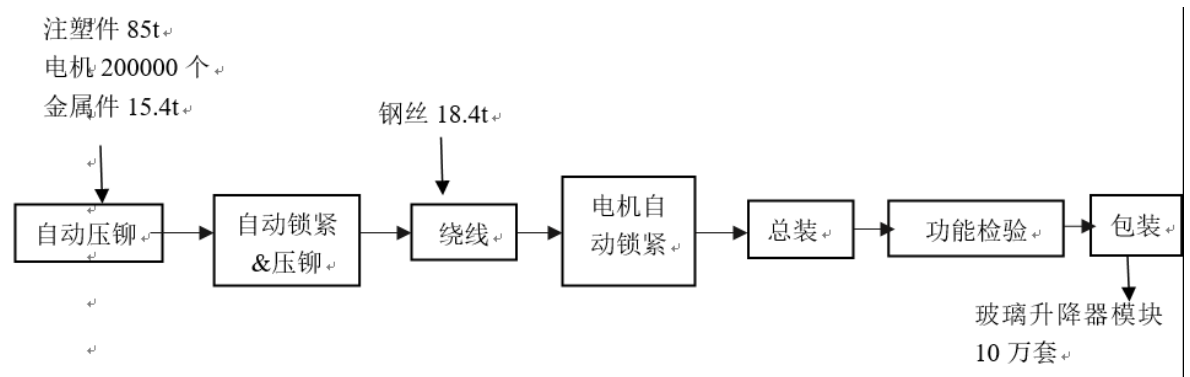 注塑件 85t
电机 200000 个
金属件 15.4t
钢丝 18.4t
自动压铆
自动锁紧
&压铆
绕线
电机自
动锁紧
总装
功能检验
包装
玻璃升降器模块
10 万套